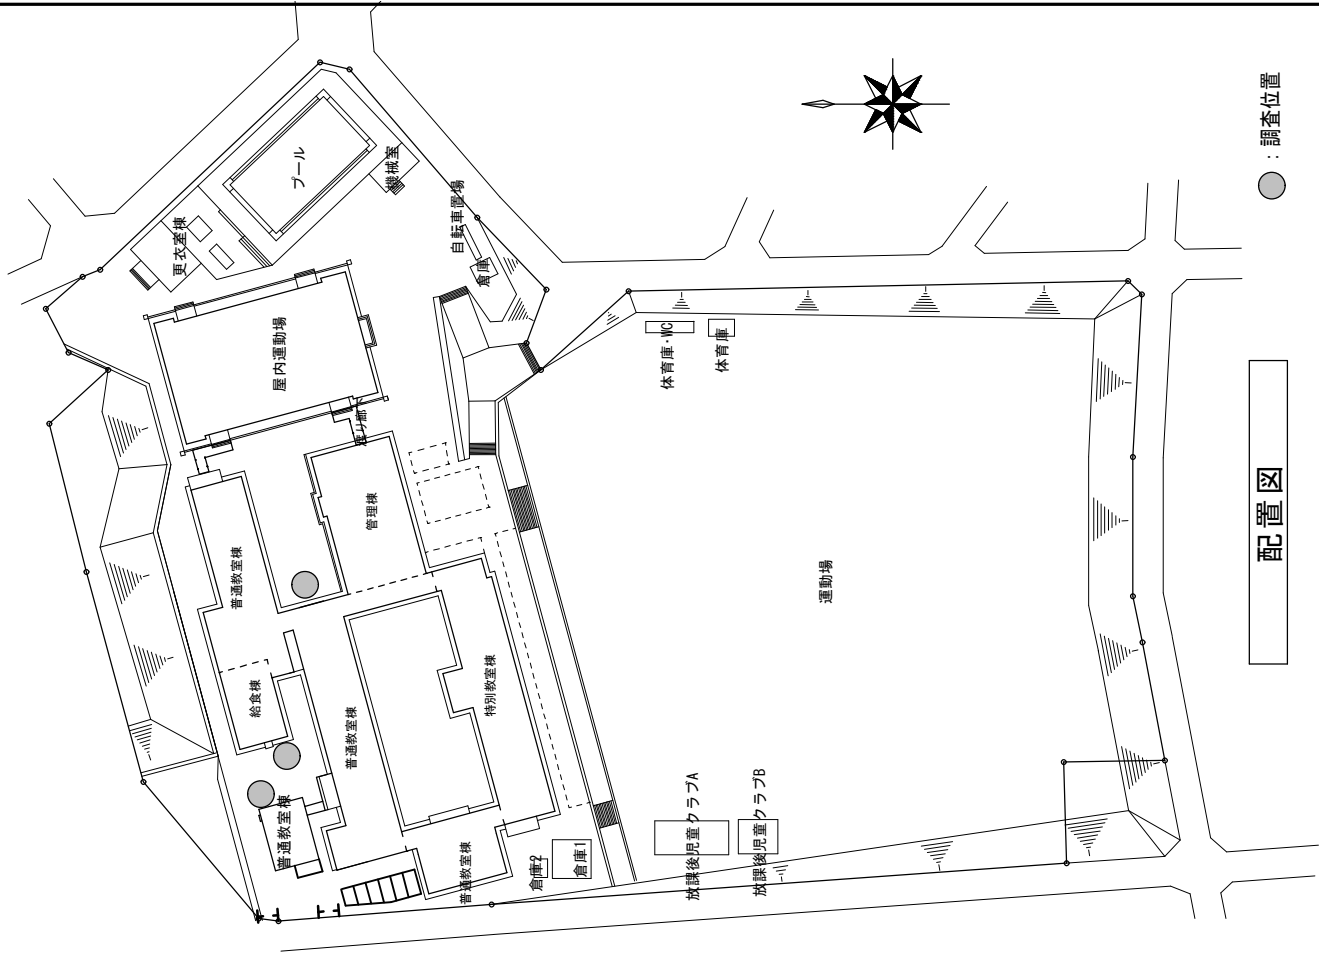 プール
機械室
更衣室棟
自転車置場
倉庫
屋内運動場
渡り廊下
体育庫・WC
体育庫
管理棟
普通教室棟
給食棟
普通教室棟
特別教室棟
普通教室棟
普通教室棟
倉庫2
倉庫1
運動場
放課後児童クラブA
放課後児童クラブB
：調査位置
配置図